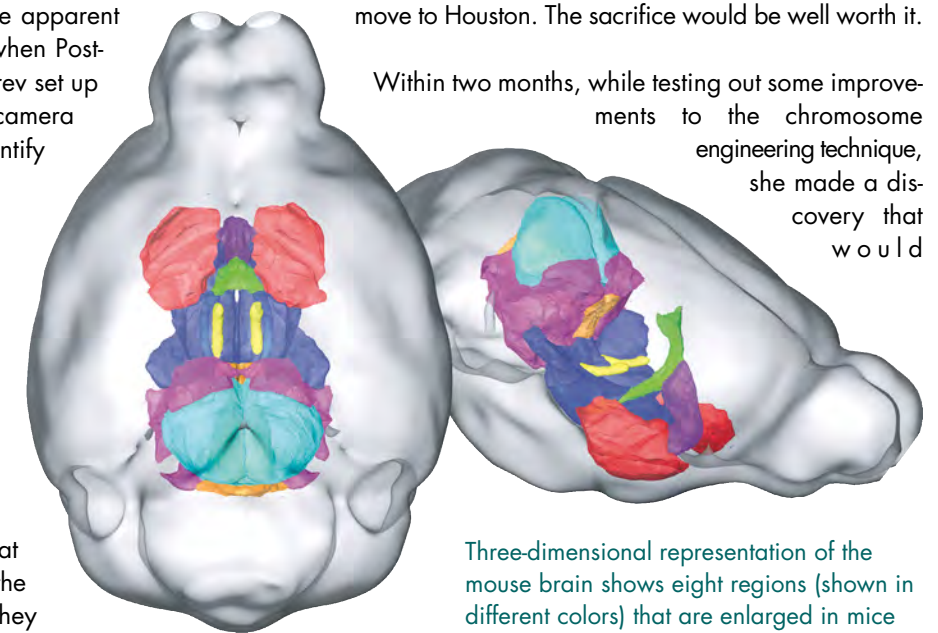 e apparent
when Post-
rev set up
camera
ntify
at
the
hey
move to Houston. The sacrifice would be well worth it.
Within two months, while testing out some improve-
ments to the chromosome
engineering technique,
she made a dis-
covery that
would
Three-dimensional representation of the
mouse brain shows eight regions (shown in
different colors) that are enlarged in mice